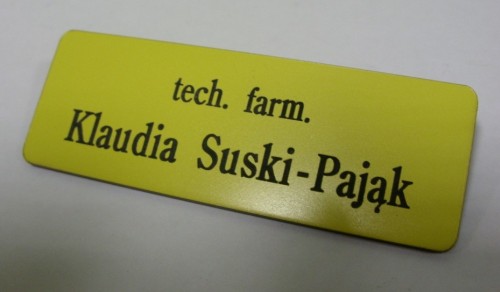 tech. farm.
Klaudia Suski-Pająk